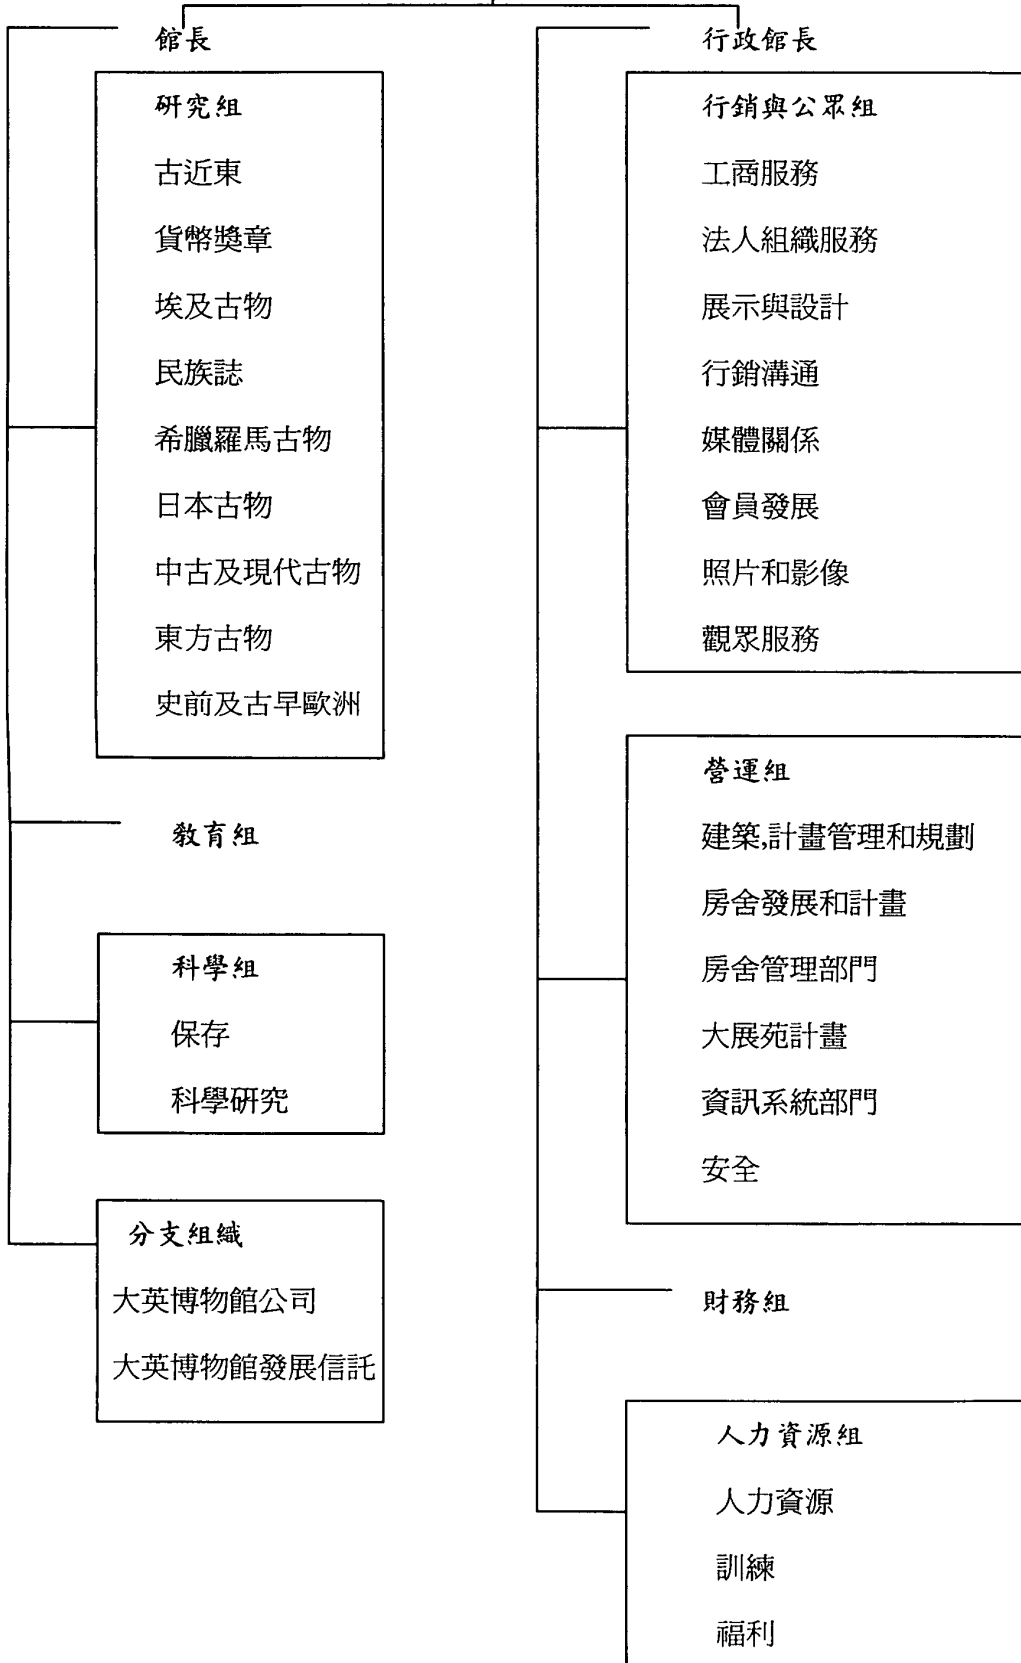 館長
研究組
古近東
貨幣獎章
埃及古物
民族誌
希臘羅馬古物
日本古物
中古及現代古物
東方古物
史前及古早歐洲
教育組
科學組
保存
科學研究
分支組織
大英博物館公司
大英博物館發展信託
行政館長
行銷與公眾組
工商服務
法人組織服務
展示與設計
行銷溝通
媒體關係
會員發展
照片和影像
觀眾服務
營運組
建築,計畫管理和規劃
房舍發展和計畫
房舍管理部門
大展苑計畫
資訊系統部門
安全
財務組
人力資源組
人力資源
訓練
福利